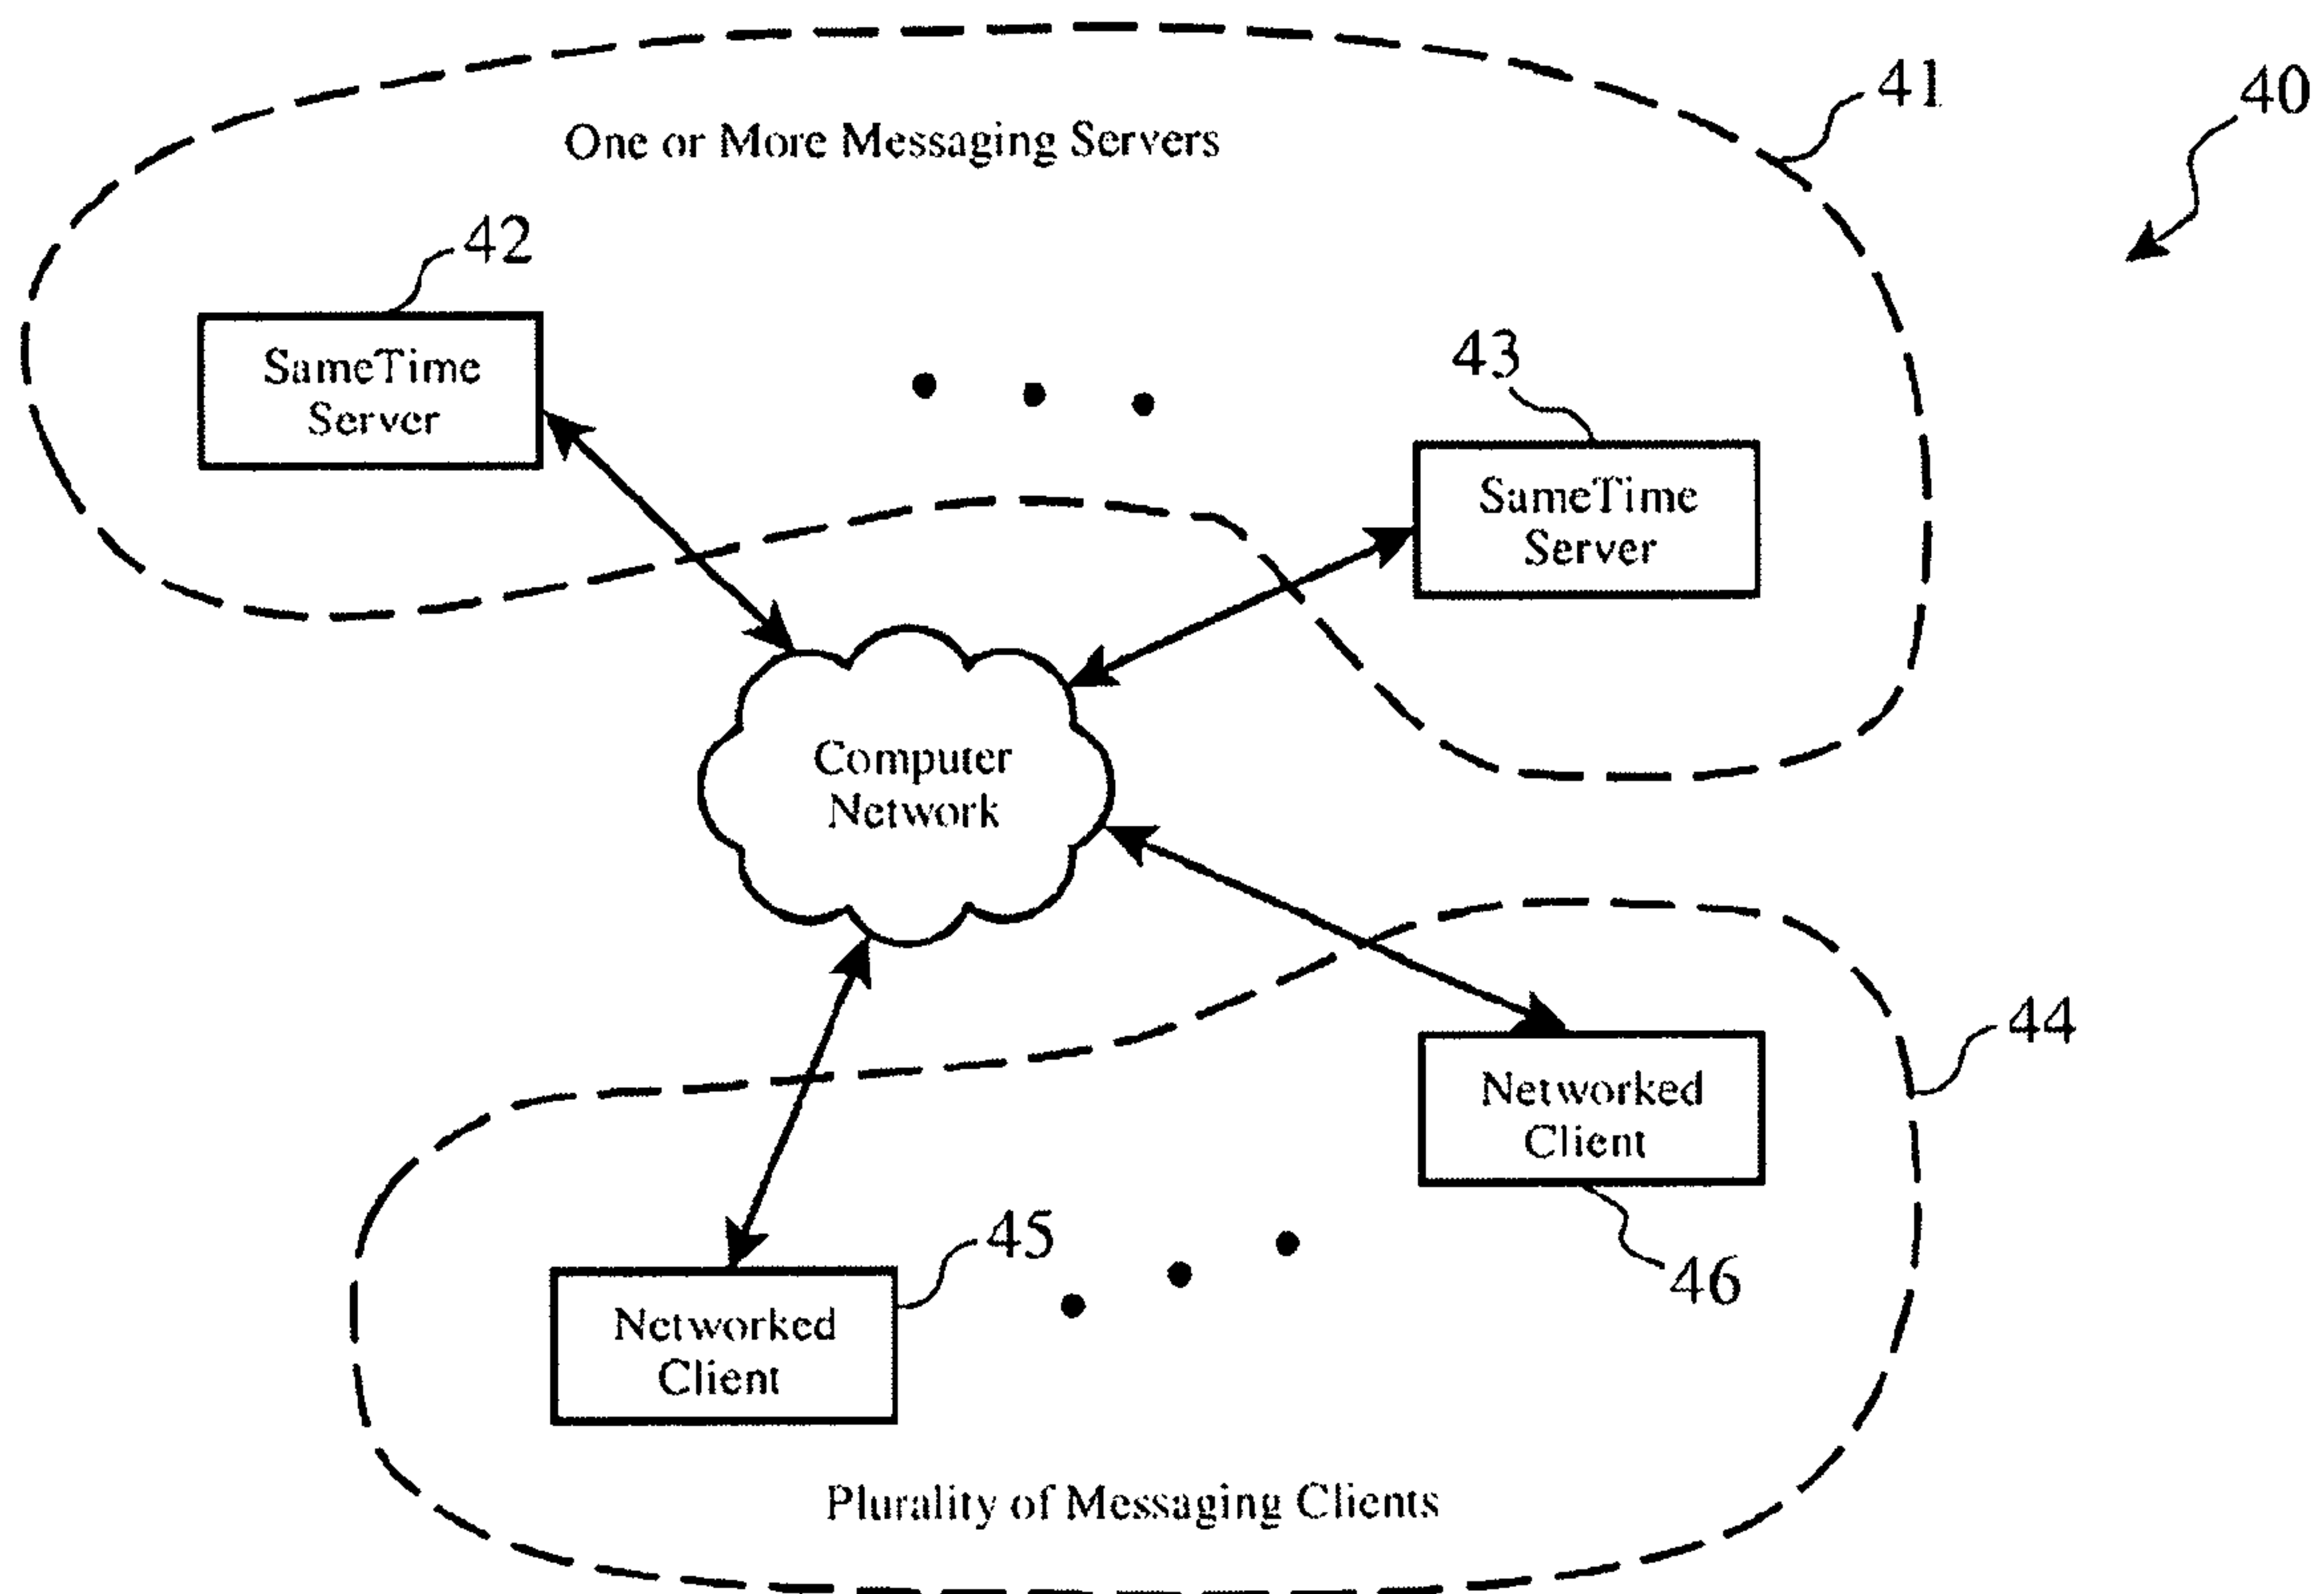 41
40
One or More Messaging Servers
42
SameTime
Server
43
SameTime
Server
Computer
Network
44
Networked
Client
45
46
Networked
Client
Plurality of Messaging Clients